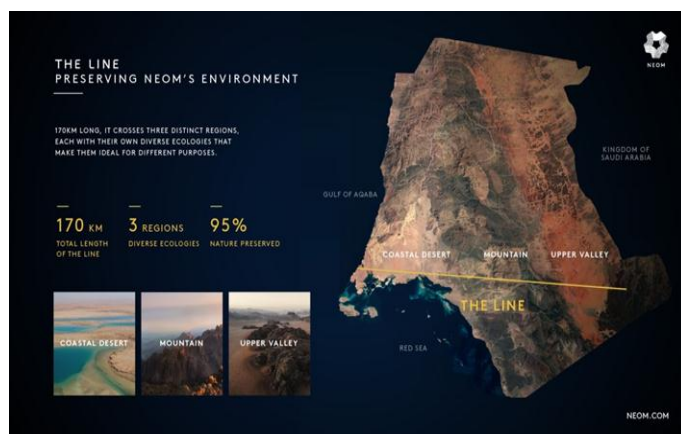 THE LINE
PRESERVING NEOM'S ENVIRONMENT
170KM LONG, IT CROSSES THREE DISTINCT REGIONS,
EACH WITH THEIR OWN DIVERSE ECOLOGIES THAT
MAKE THEM IDEAL FOR DIFFERENT PURPOSES.
170 KM
TOTAL LENGTH
OF THE LINE
3 REGIONS
DIVERSE ECOLOGIES
95%
NATURE PRESERVED
COASTAL DESERT
MOUNTAIN
UPPER VALLEY
NEOM
KINGDOM OF
SAUDI ARABIA
GULF OF AQABA
COASTAL DESERT
MOUNTAIN
UPPER VALLEY
THE LINE
RED SEA
NEOM.COM